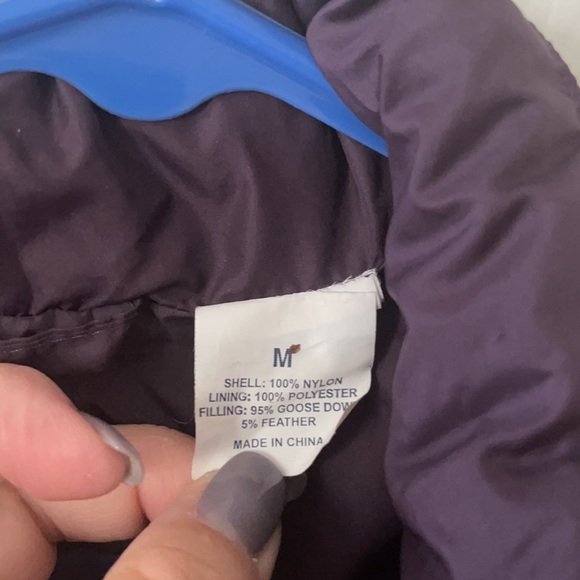 M
SHELL: 100% NYLON
LINING: 100% POLYESTER
FILLING: 95% GOOSE DOW
5% FEATHER
MADE IN CHINA